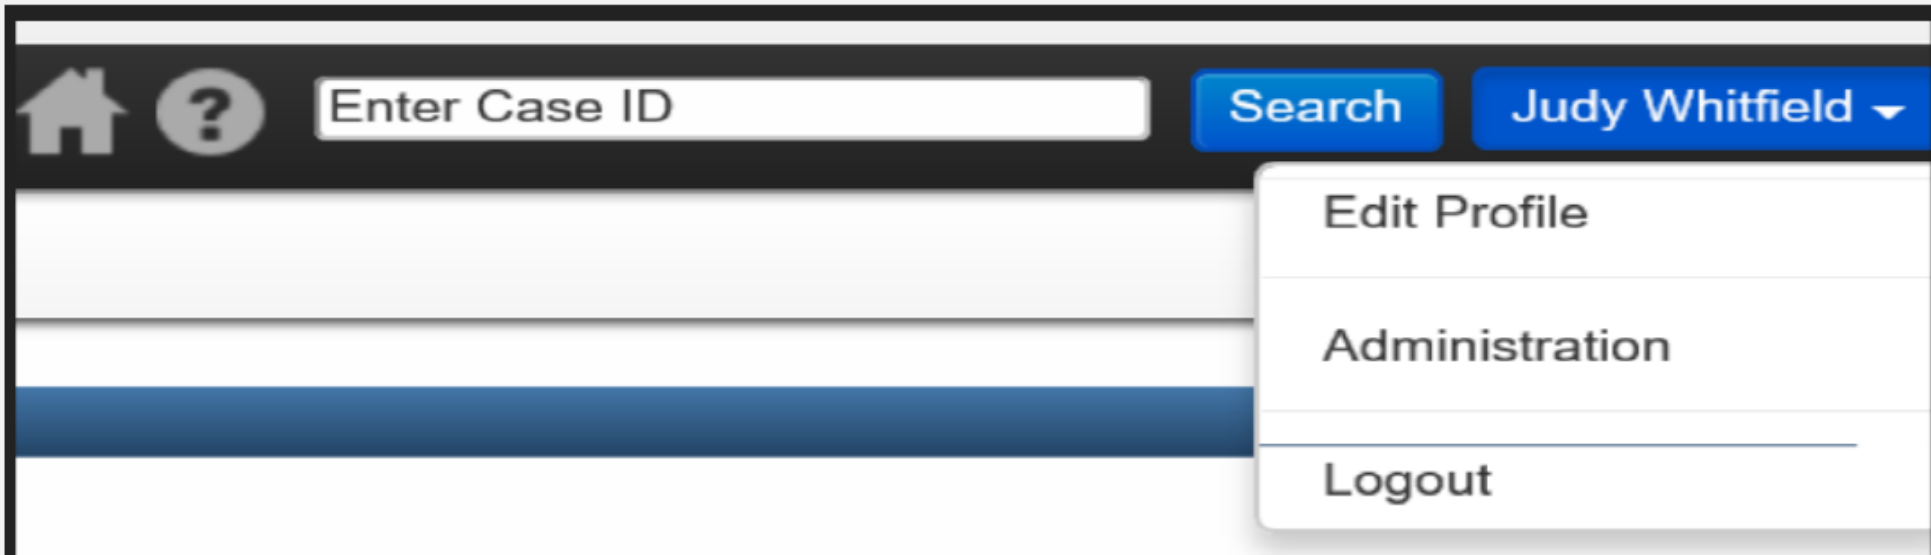 Enter Case ID Search Judy Whitfield
Edit Profile
Administration
Logout